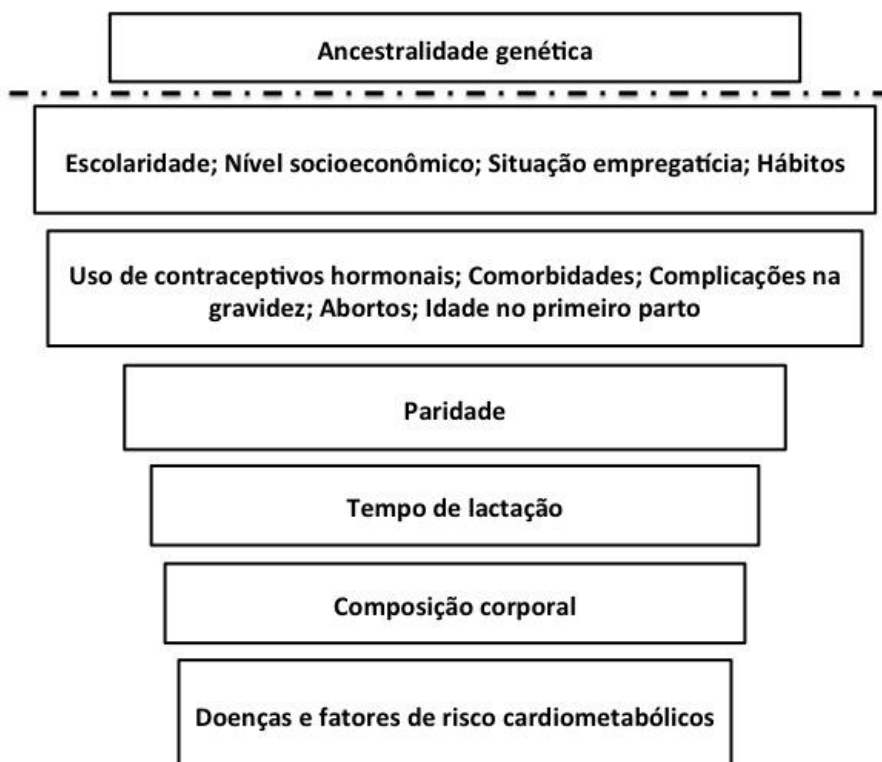 Ancestralidade genética
Escolaridade; Nível socioeconômico; Situação empregatícia; Hábitos
Uso de contraceptivos hormonais; Comorbidades; Complicações na
gravidez; Abortos; Idade no primeiro parto
Paridade
Tempo de lactação
Composição corporal
Doenças e fatores de risco cardiometabólicos